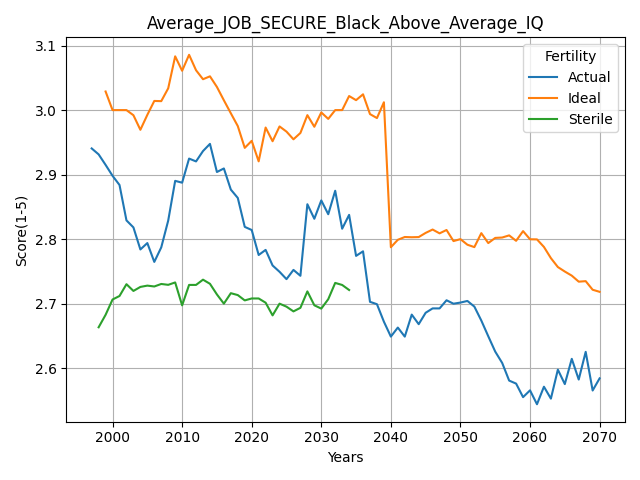 Average_JOB_SECURE_Black_Above_Average_IQ
Score(1-5)
3.1
3.0
2.9
2.8
2.7
2.6
Fertility
Actual
Ideal
Sterile
2000 2010 2020 2030 2040 2050 2060 2070
Years